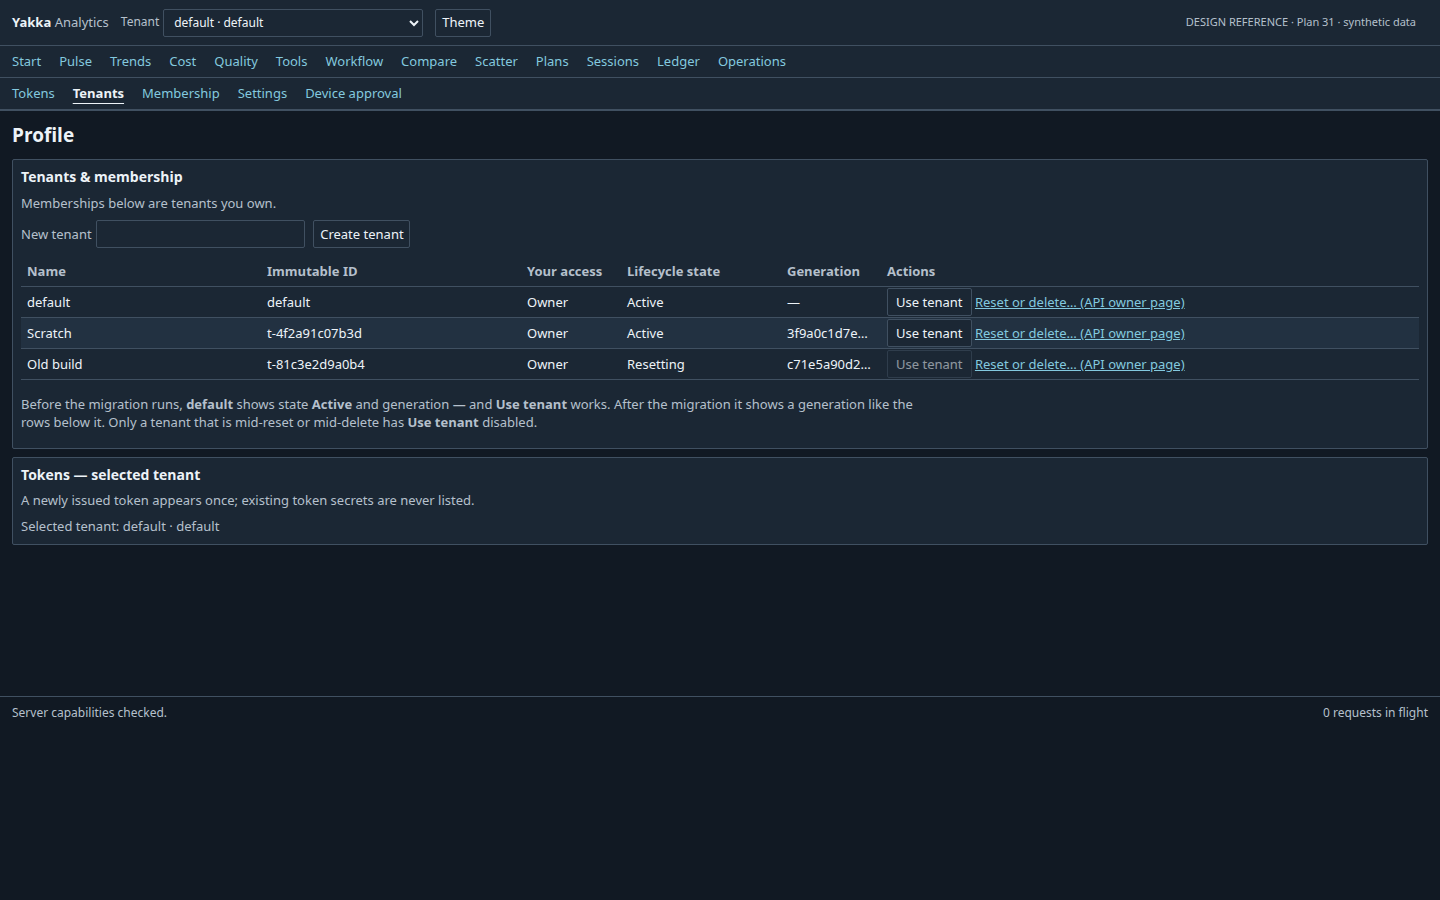 Yakka Analytics Tenant default · default Theme DESIGN REFERENCE · Plan 31 · synthetic data
Start Pulse Trends Cost Quality Tools Workflow Compare Scatter Plans Sessions Ledger Operations
Tokens Tenants Membership Settings Device approval
Profile
Tenants & membership
Memberships below are tenants you own.
New tenant Create tenant
Name Immutable ID Your access Lifecycle state Generation Actions
default default Owner Active — Use tenant Reset or delete… (API owner page)
Scratch t-4f2a91c07b3d Owner Active 3f9a0c1d7e… Use tenant Reset or delete… (API owner page)
Old build t-81c3e2d9a0b4 Owner Resetting c71e5a90d2… Use tenant Reset or delete… (API owner page)
Before the migration runs, default shows state Active and generation — and Use tenant works. After the migration it shows a generation like the
rows below it. Only a tenant that is mid-reset or mid-delete has Use tenant disabled.
Tokens — selected tenant
A newly issued token appears once; existing token secrets are never listed.
Selected tenant: default · default
Server capabilities checked. 0 requests in flight